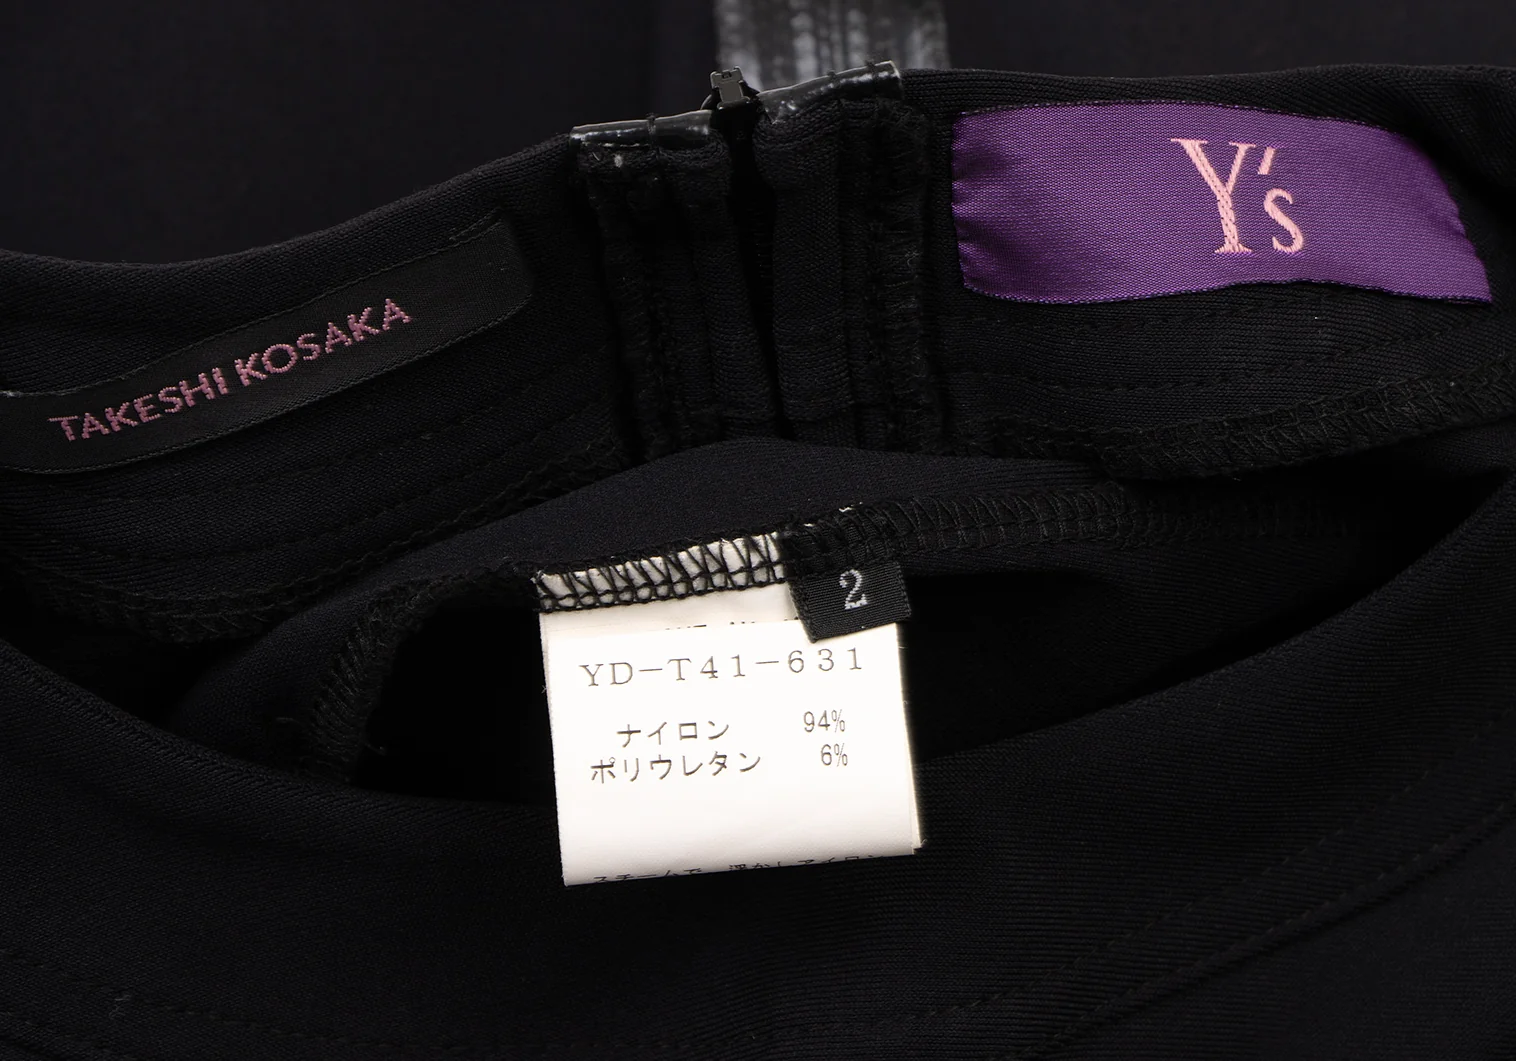 TAKESHI KOSAKA
Y's
2
YD-T41-631
ナイロン 94%
ポリウレタン 6%